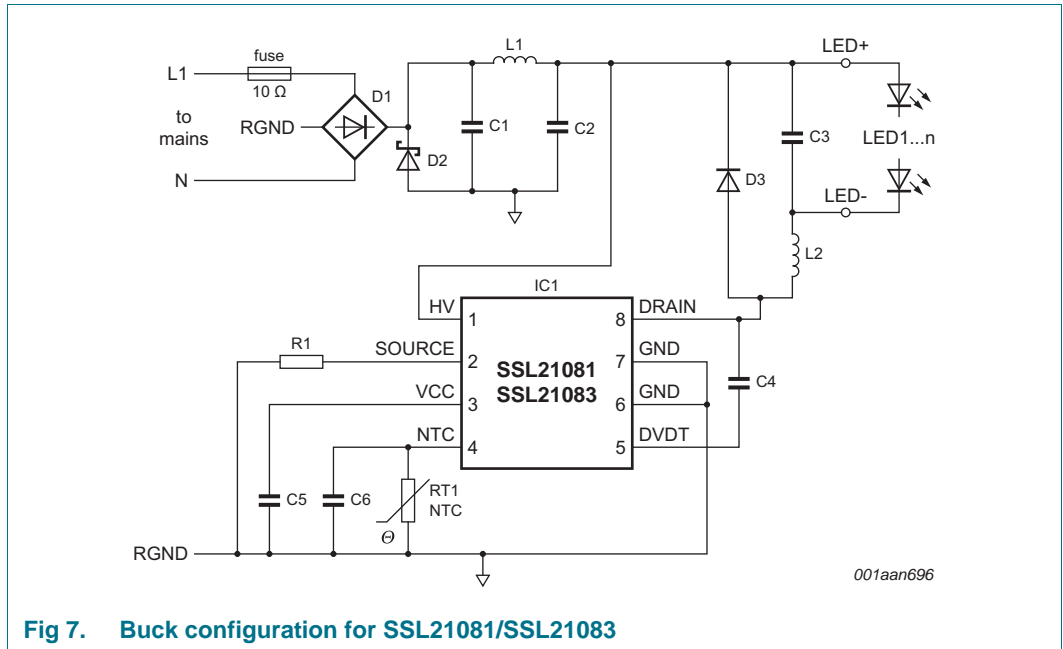 L1
LED+
fuse
L1
10 Ω
D1
to
mains
RGND
C1
C2
C3
LED1...n
D2
D3
N
LED-
L2
IC1
HV
DRAIN
1
8
R1
SOURCE
GND
2
7
SSL21081
SSL21083
C4
VCC
GND
3
6
NTC
DVDT
4
5
C5
C6
RT1
NTC
Θ
RGND
001aan696
Fig 7. Buck configuration for SSL21081/SSL21083